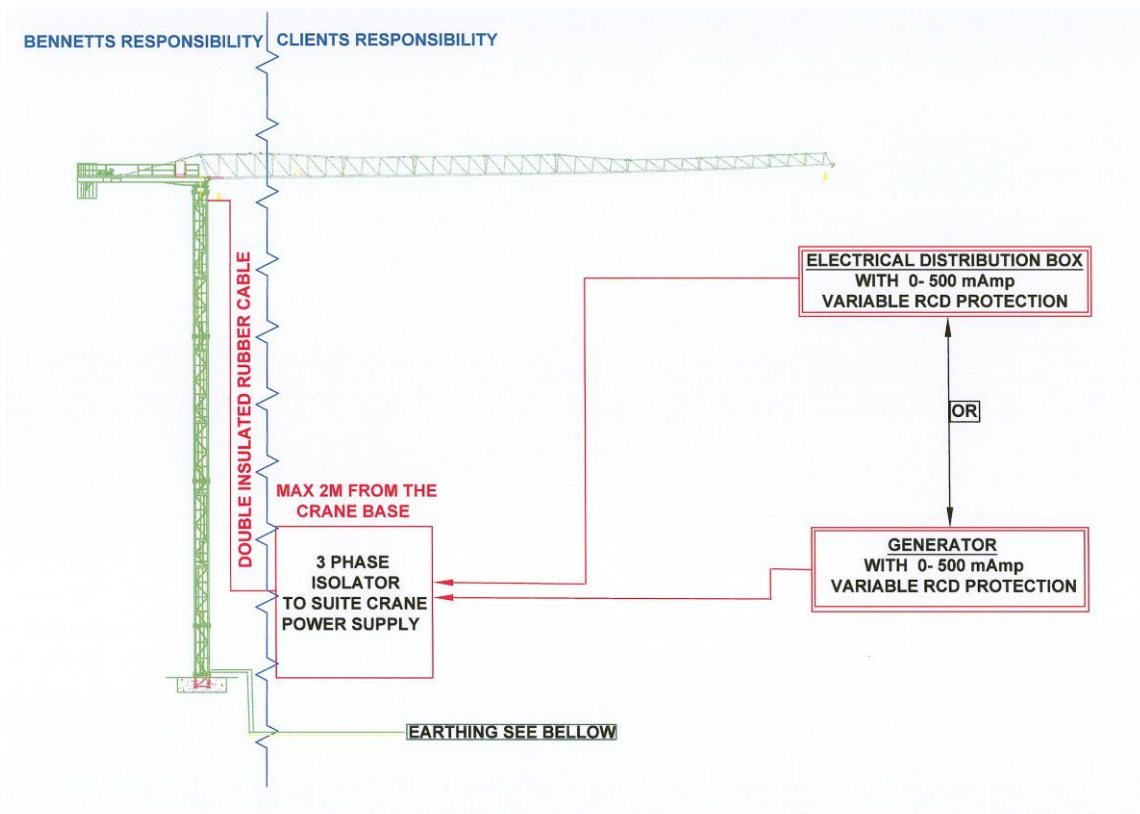 BENNETTS RESPONSIBILITY
CLIENTS RESPONSIBILITY
DOUBLE INSULATED RUBBER CABLE
ELECTRICAL DISTRIBUTION BOX
WITH 0- 500 mAmp
VARIABLE RCD PROTECTION
OR
MAX 2M FROM THE
CRANE BASE
3 PHASE
ISOLATOR
TO SUITE CRANE
POWER SUPPLY
GENERATOR
WITH 0- 500 mAmp
VARIABLE RCD PROTECTION
EARTHING SEE BELLOW